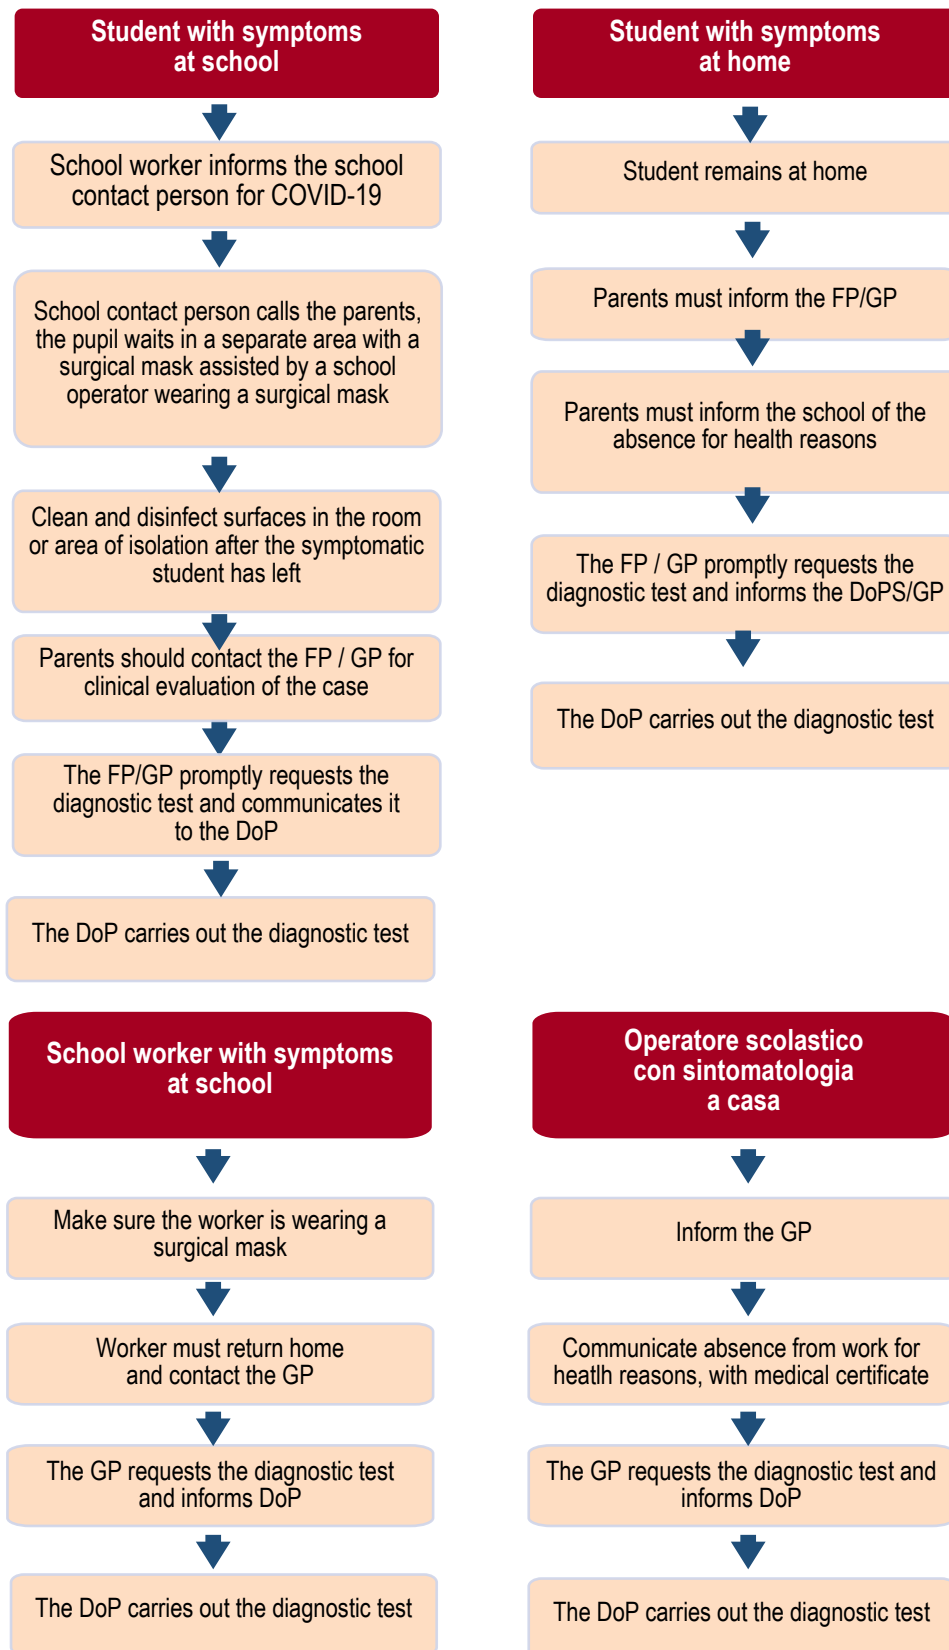 Student with symptoms
at school
School worker informs the school
contact person for COVID-19
School contact person calls the parents,
the pupil waits in a separate area with a
surgical mask assisted by a school
operator wearing a surgical mask
Clean and disinfect surfaces in the room
or area of isolation after the symptomatic
student has left
Parents should contact the FP / GP for
clinical evaluation of the case
The FP/GP promptly requests the
diagnostic test and communicates it
to the DoP
The DoP carries out the diagnostic test
Student with symptoms
at home
Student remains at home
Parents must inform the FP/GP
Parents must inform the school of the
absence for health reasons
The FP / GP promptly requests the
diagnostic test and informs the DoPS/GP
The DoP carries out the diagnostic test
School worker with symptoms
at school
Make sure the worker is wearing a
surgical mask
Worker must return home
and contact the GP
The GP requests the diagnostic test
and informs DoP
The DoP carries out the diagnostic test
Operatore scolastico
con sintomatologia
a casa
Inform the GP
Communicate absence from work for
heatlh reasons, with medical certificate
The GP requests the diagnostic test and
informs DoP
The DoP carries out the diagnostic test